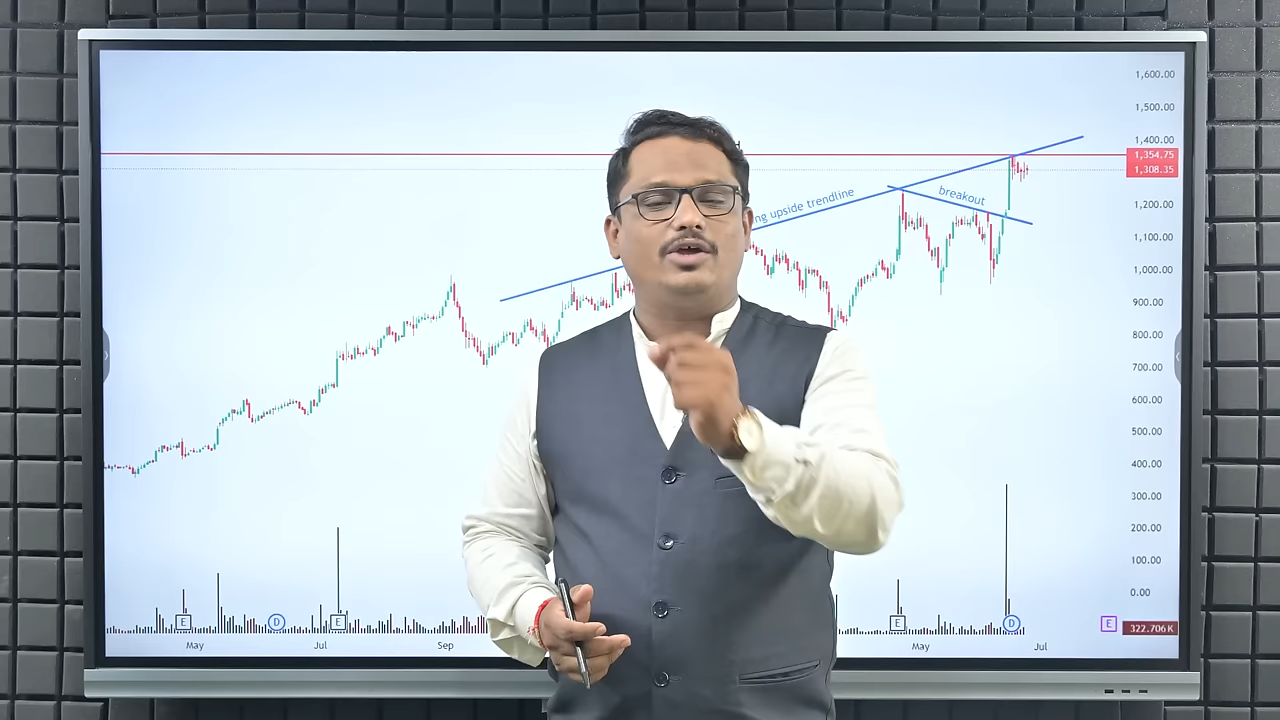 1,600.00
1,500.00
1,400.00
1,354.75
1,308.35
1,200.00
1,100.00
1,000.00
900.00
800.00
700.00
600.00
500.00
400.00
300.00
200.00
100.00
0.00
322.706K
upside trendline
breakout
E
D
E
E
D
E
May
Jul
Sep
May
Jul